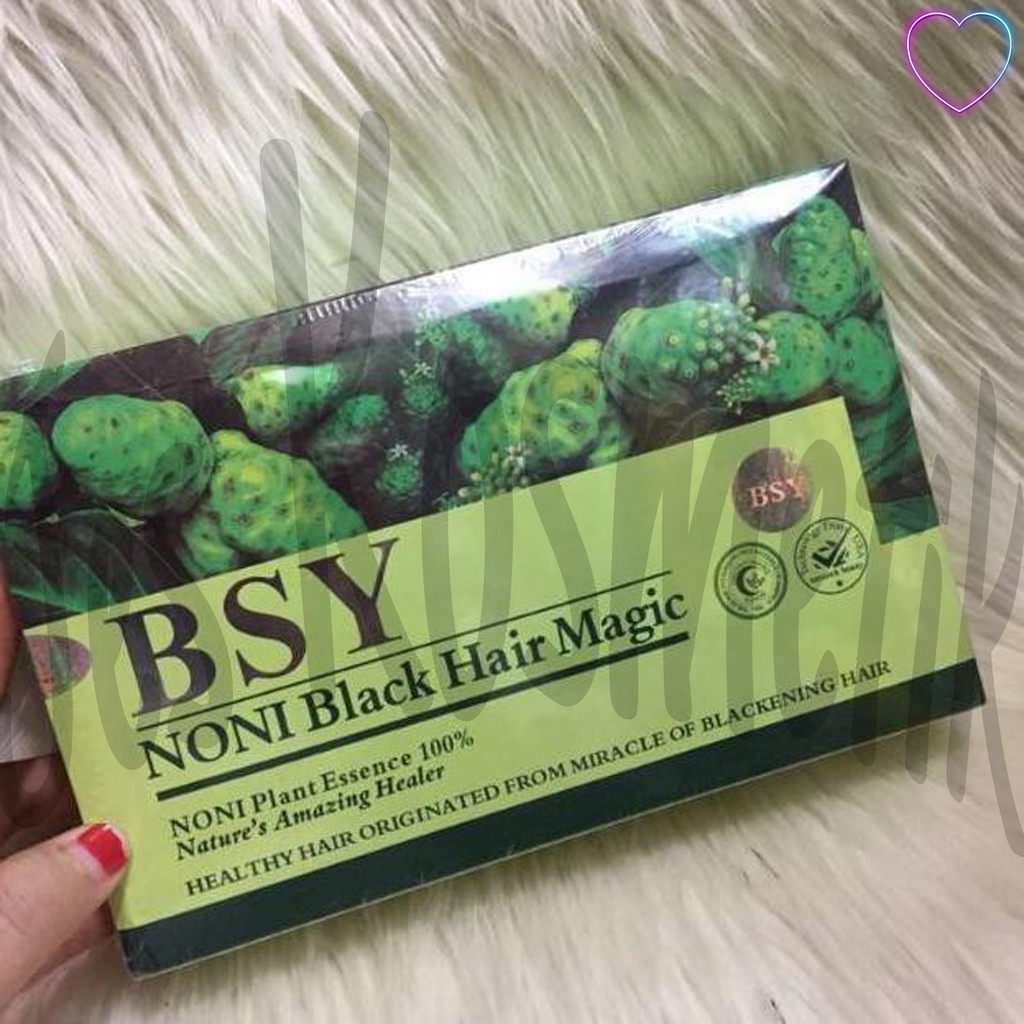 BSY
BSY
NONI Black Hair Magic
NONI Plant Essence 100%
Nature's Amazing Healer
HEALTHY HAIR ORIGINATED FROM MIRACLE OF BLACKENING HAIR